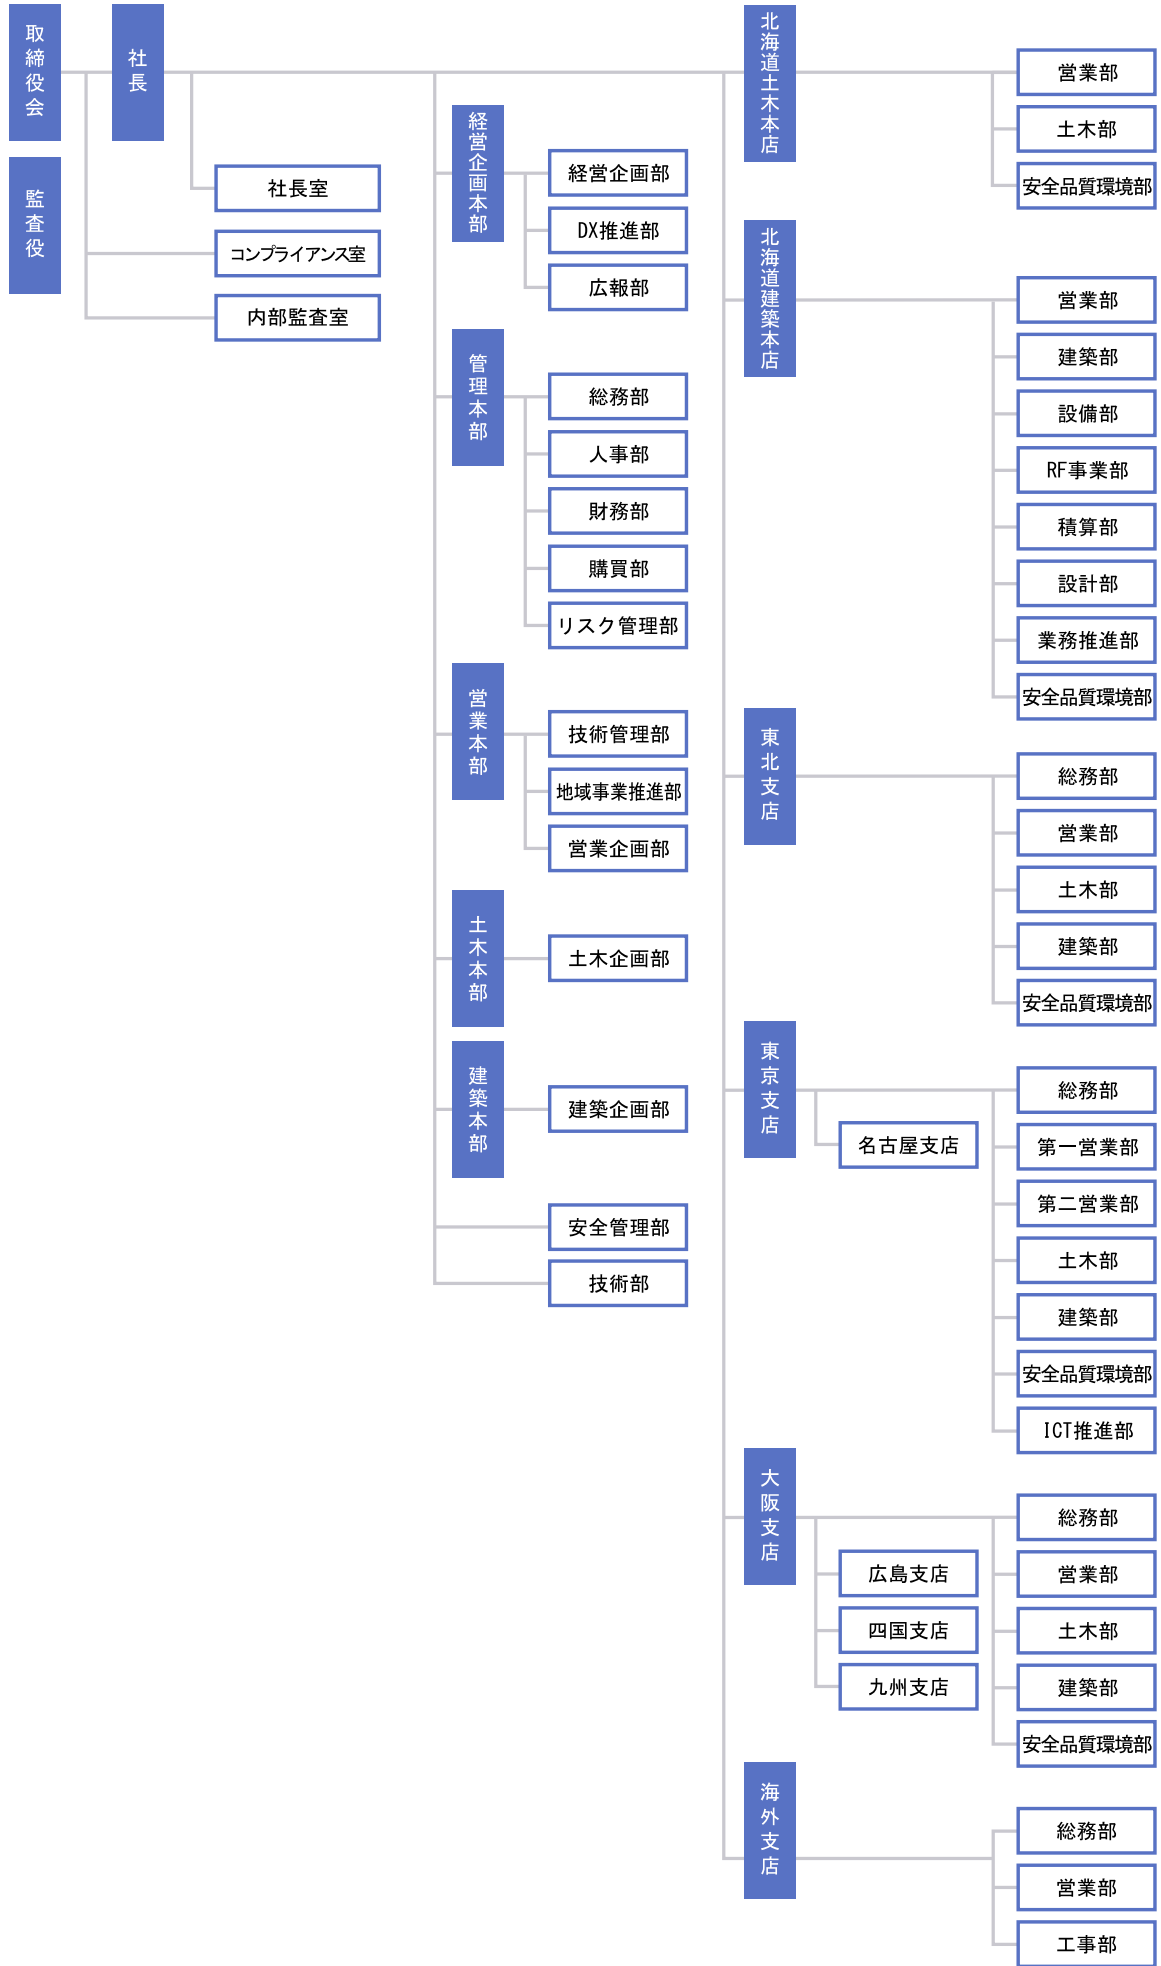 取締役会
監査役
社長
社長室
コンプライアンス室
内部監査室
経営企画本部
経営企画部
DX推進部
広報部
管理本部
総務部
人事部
財務部
購買部
リスク管理部
営業本部
技術管理部
地域事業推進部
営業企画部
土木本部
土木企画部
建築本部
建築企画部
安全管理部
技術部
北海道土木本店
営業部
土木部
安全品質環境部
北海道建築本店
営業部
建築部
設備部
RF事業部
積算部
設計部
業務推進部
安全品質環境部
東北支店
総務部
営業部
土木部
建築部
安全品質環境部
東京支店
名古屋支店
総務部
第一営業部
第二営業部
土木部
建築部
安全品質環境部
ICT推進部
大阪支店
広島支店
四国支店
九州支店
総務部
営業部
土木部
建築部
安全品質環境部
海外支店
総務部
営業部
工事部